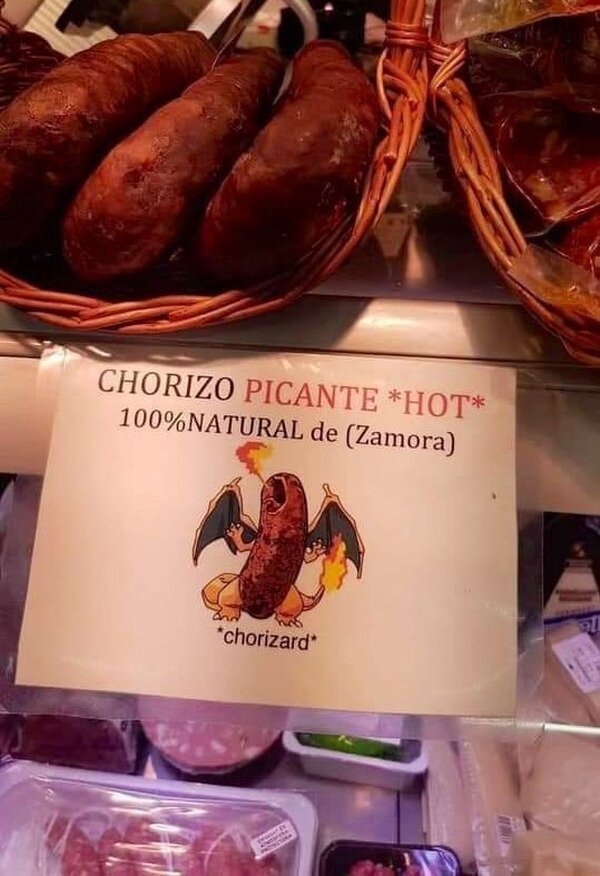 CHORIZO PICANTE *HOT*
100%NATURAL de (Zamora)
*chorizard*